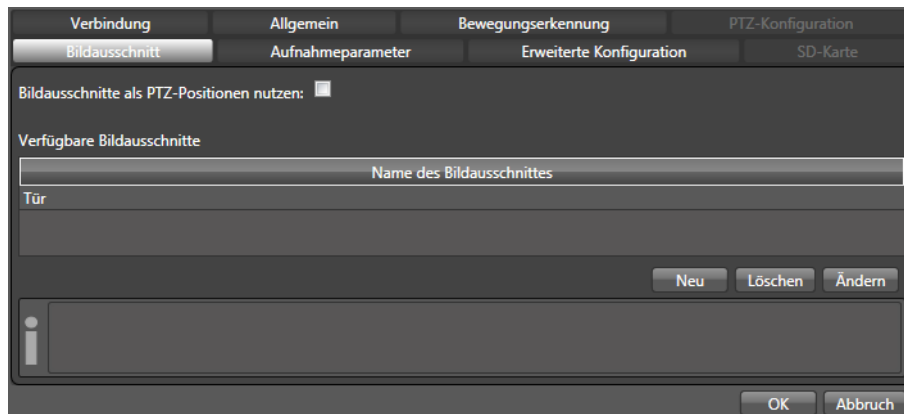 Verbindung Allgemein Bewegungserkennung PTZ-Konfiguration
Bildausschnitt Aufnahmeparameter Erweiterte Konfiguration SD-Karte
Bildausschnitte als PTZ-Positionen nutzen:
Verfügbare Bildausschnitte
Name des Bildausschnittes
Tür
Neu Löschen Ändern
OK Abbruch